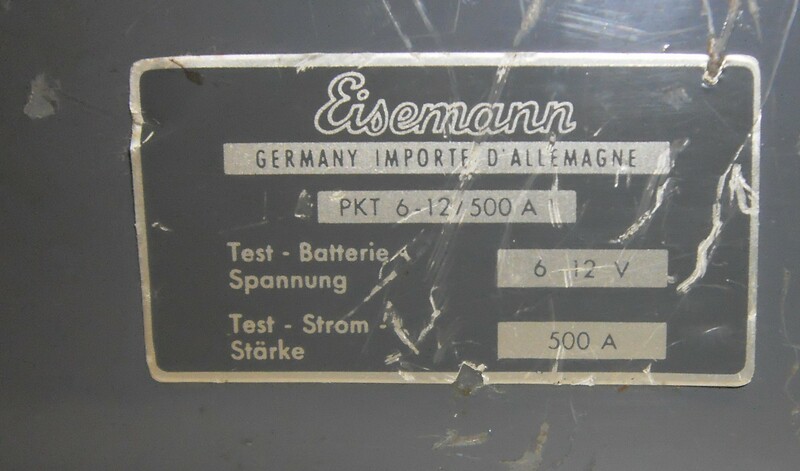 Eisemann
GERMANY IMPORTE D'ALLEMAGNE
PKT 6-12/500 A
Test - Batterie
Spannung
6 12 V
Test - Strom -
Stärke
500 A